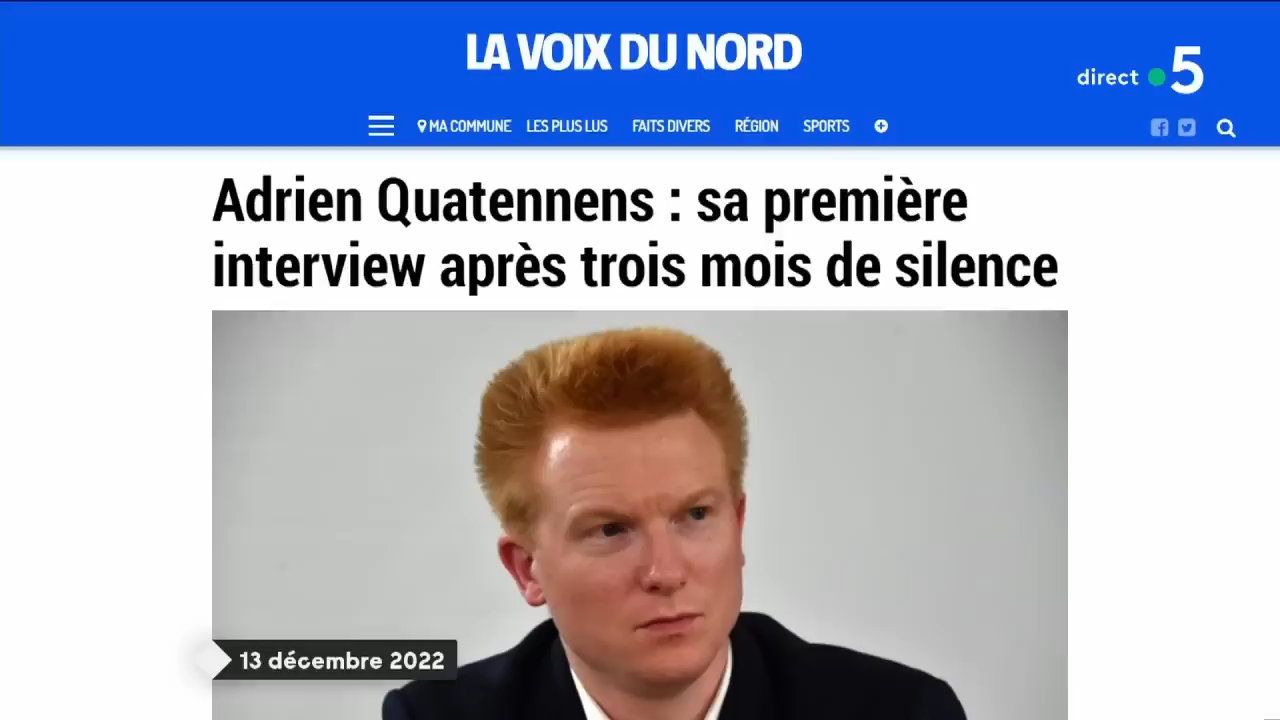 LA VOIX DU NORD
direct 5
MA COMMUNE LES PLUS LUS FAITS DIVERS RÉGION SPORTS
Adrien Quatennens : sa première
interview après trois mois de silence
13 décembre 2022